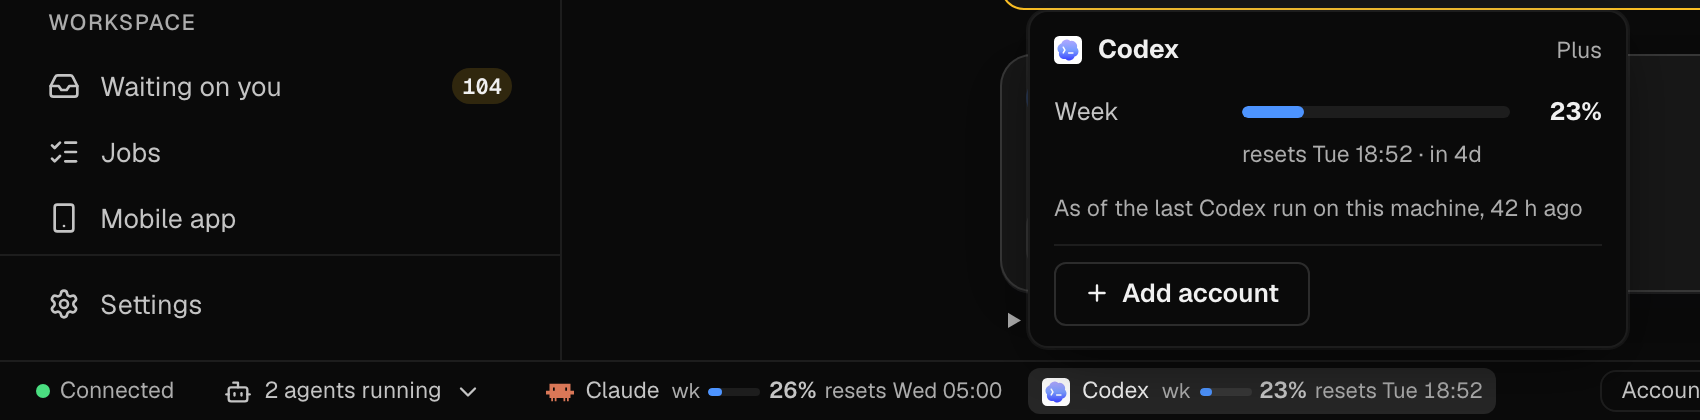 WORKSPACE
Waiting on you 104
Jobs
Mobile app
Settings
Codex Plus
Week 23%
resets Tue 18:52 · in 4d
As of the last Codex run on this machine, 42 h ago
+ Add account
Connected 2 agents running Claude wk 26% resets Wed 05:00 Codex wk 23% resets Tue 18:52